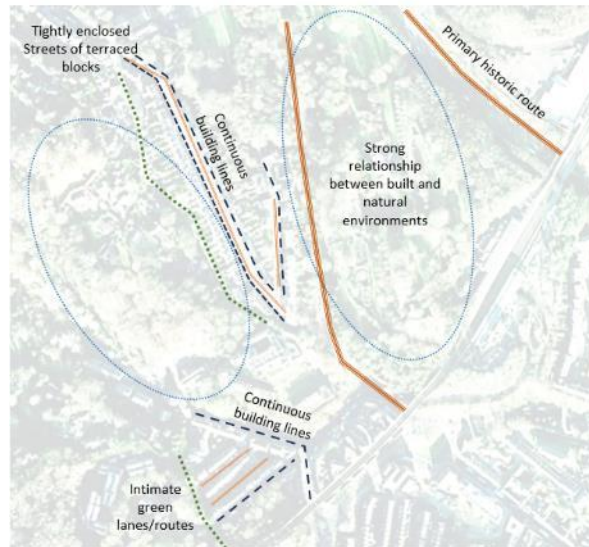 Tightly enclosed
Streets of terraced
blocks
Primary historic route
Continuous
building lines
Strong
relationship
between built and
natural
environments
Continuous
building lines
Intimate
green
lanes/routes